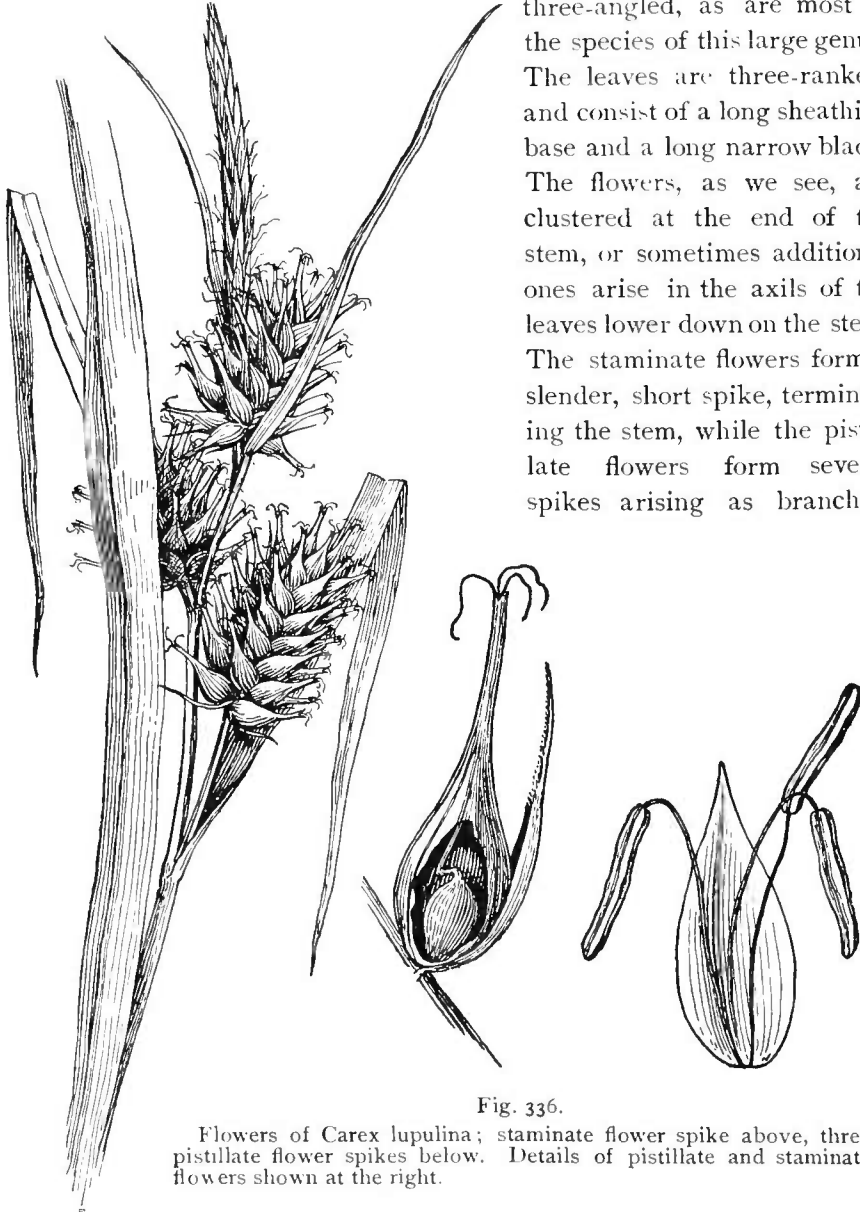 three-angled, as are most
the species of this large gen
The leaves are three-ranke
and consist of a long sheathi
base and a long narrow blad
The flowers, as we see, a
clustered at the end of t
stem, or sometimes addition
ones arise in the axils of t
leaves lower down on the ste
The staminate flowers form
slender, short spike, termin
ing the stem, while the pist
late flowers form seve
spikes arising as branch
Fig. 336.
Flowers of Carex lupulina; staminate flower spike above, thre
pistillate flower spikes below. Details of pistillate and staminat
flowers shown at the right.